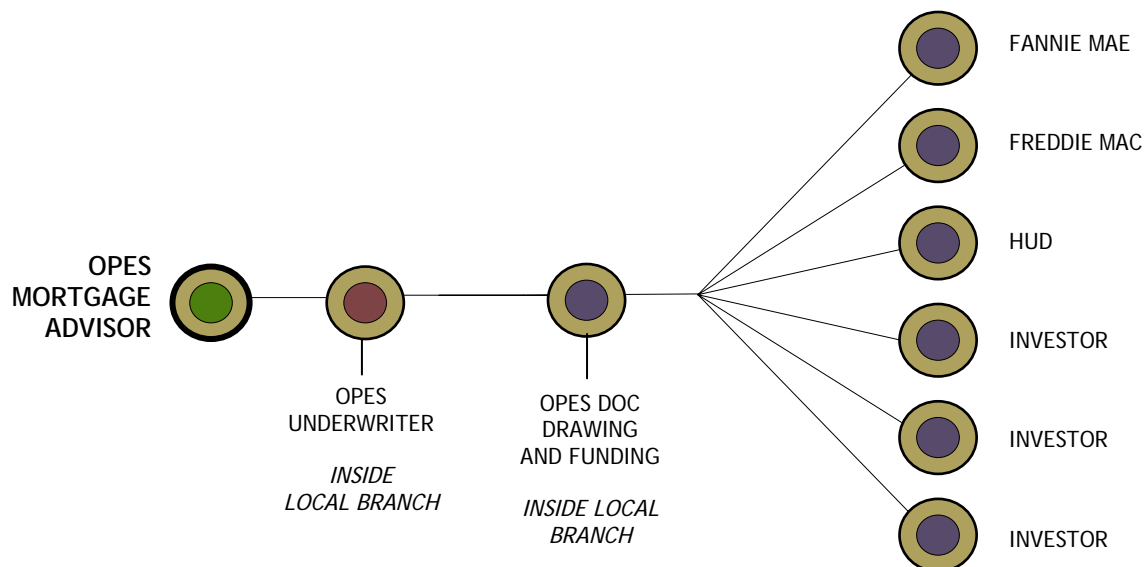 OPES
MORTGAGE
ADVISOR
OPES
UNDERWRITER
INSIDE
LOCAL BRANCH
OPES DOC
DRAWING
AND FUNDING
INSIDE LOCAL
BRANCH
FANNIE MAE
FREDDIE MAC
HUD
INVESTOR
INVESTOR
INVESTOR